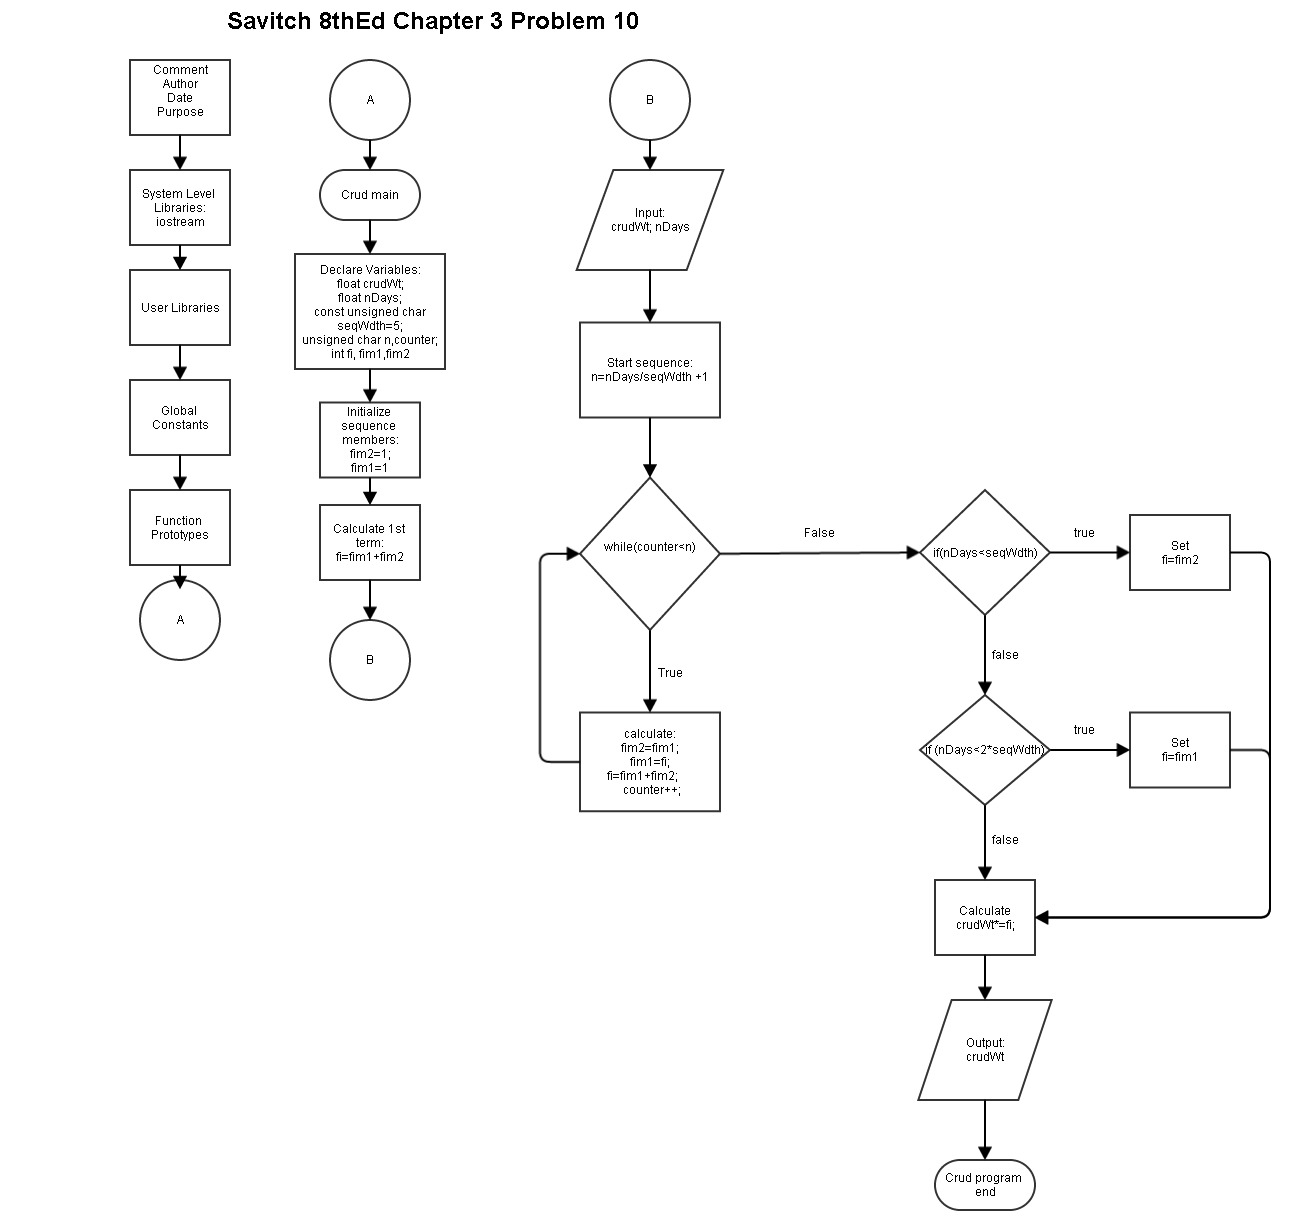 Savitch 8thEd Chapter 3 Problem 10
Comment
Author
Date
Purpose
System Level
Libraries:
iostream
User Libraries
Global
Constants
Function
Prototypes
A
A
Crud main
Declare Variables:
float crudWt;
float nDays;
const unsigned char
seqWdth=5;
unsigned char n,counter;
int fi, fim1,fim2
Initialize
sequence
members:
fim2=1;
fim1=1
Calculate 1st
term:
fi=fim1+fim2
B
B
Input:
crudWt; nDays
Start sequence:
n=nDays/seqWdth +1
while(counter<n)
False
True
calculate:
fim2=fim1;
fim1=fi;
fi=fim1+fim2;
counter++;
if(nDays<seqWdth)
true
Set
fi=fim2
false
if (nDays<2*seqWdth)
true
Set
fi=fim1
false
Calculate
crudWt*=fi;
Output:
crudWt
Crud program
end